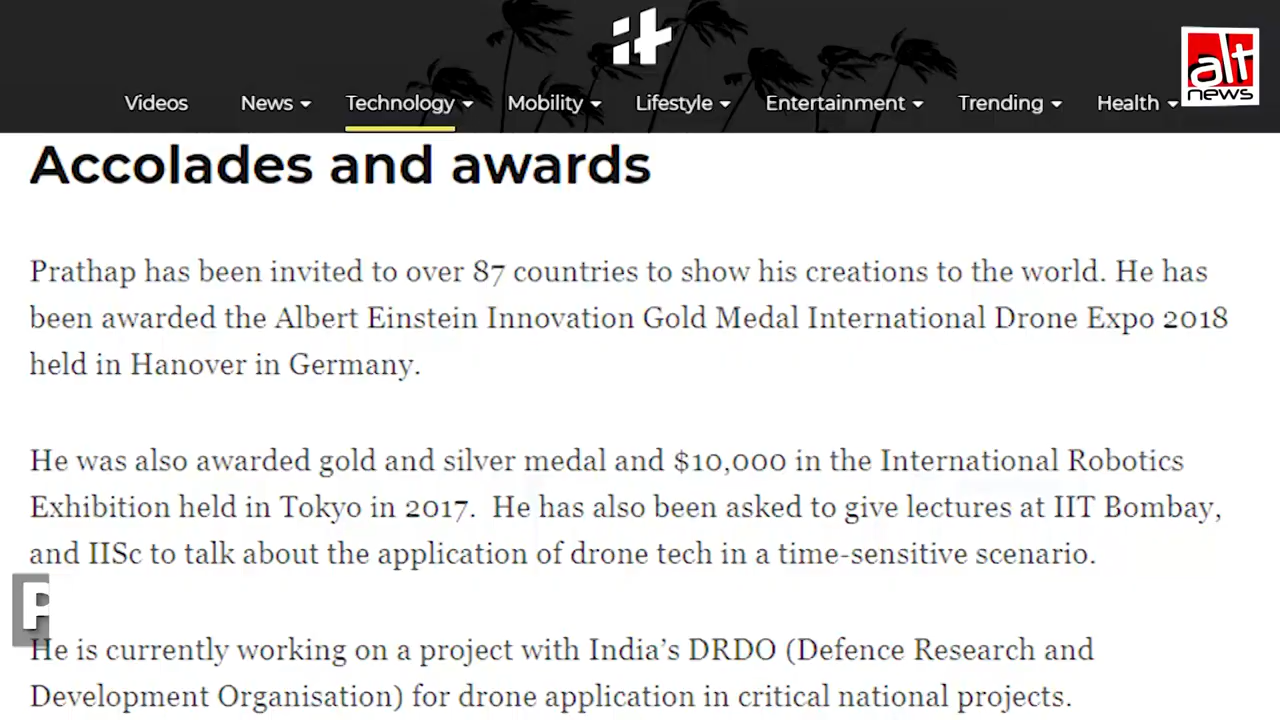 alt
news
Videos News Technology Mobility Lifestyle Entertainment Trending Health
Accolades and awards
Prathap has been invited to over 87 countries to show his creations to the world. He has
been awarded the Albert Einstein Innovation Gold Medal International Drone Expo 2018
held in Hanover in Germany.
He was also awarded gold and silver medal and $10,000 in the International Robotics
Exhibition held in Tokyo in 2017. He has also been asked to give lectures at IIT Bombay,
and IISc to talk about the application of drone tech in a time-sensitive scenario.
P
He is currently working on a project with India’s DRDO (Defence Research and
Development Organisation) for drone application in critical national projects.